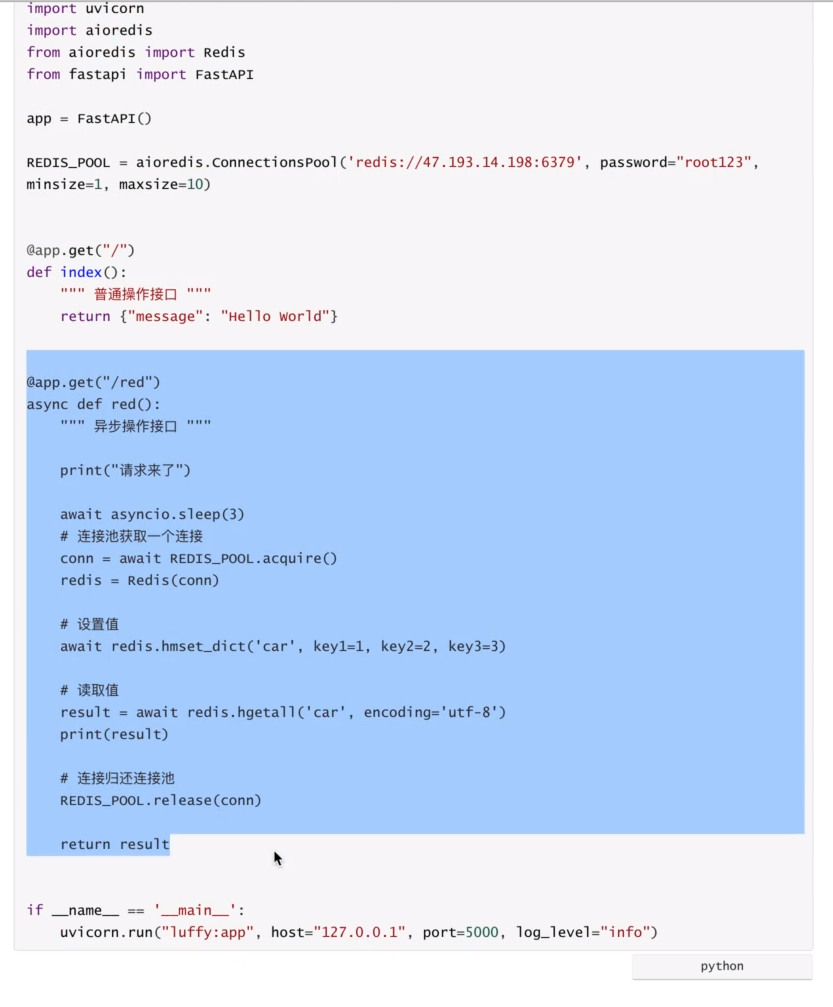 import uvicorn
import aioredis
from aioredis import Redis
from fastapi import FastAPI
app = FastAPI()
REDIS_POOL = aioredis.ConnectionsPool('redis://47.193.14.198:6379', password="root123",
minsize=1, maxsize=10)
@app.get("/")
def index():
    """ 普通操作接口 """
    return {"message": "Hello World"}
@app.get("/red")
async def red():
    """ 异步操作接口 """
    print("请求来了")
    await asyncio.sleep(3)
    # 连接池获取一个连接
    conn = await REDIS_POOL.acquire()
    redis = Redis(conn)
    # 设置值
    await redis.hmset_dict('car', key1=1, key2=2, key3=3)
    # 读取值
    result = await redis.hgetall('car', encoding='utf-8')
    print(result)
    # 连接归还连接池
    REDIS_POOL.release(conn)
    return result
if __name__ == '__main__':
    uvicorn.run("luffy:app", host="127.0.0.1", port=5000, log_level="info")
python